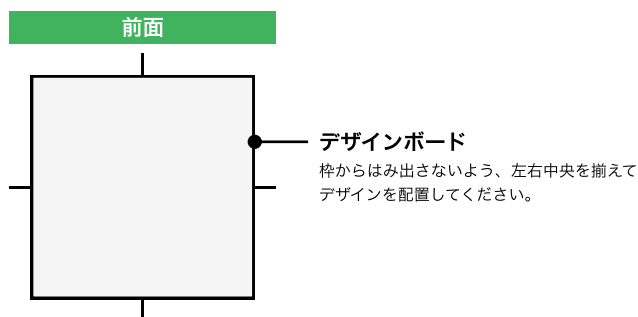 前面
デザインボード
枠からはみ出さないよう、左右中央を揃えて
デザインを配置してください。